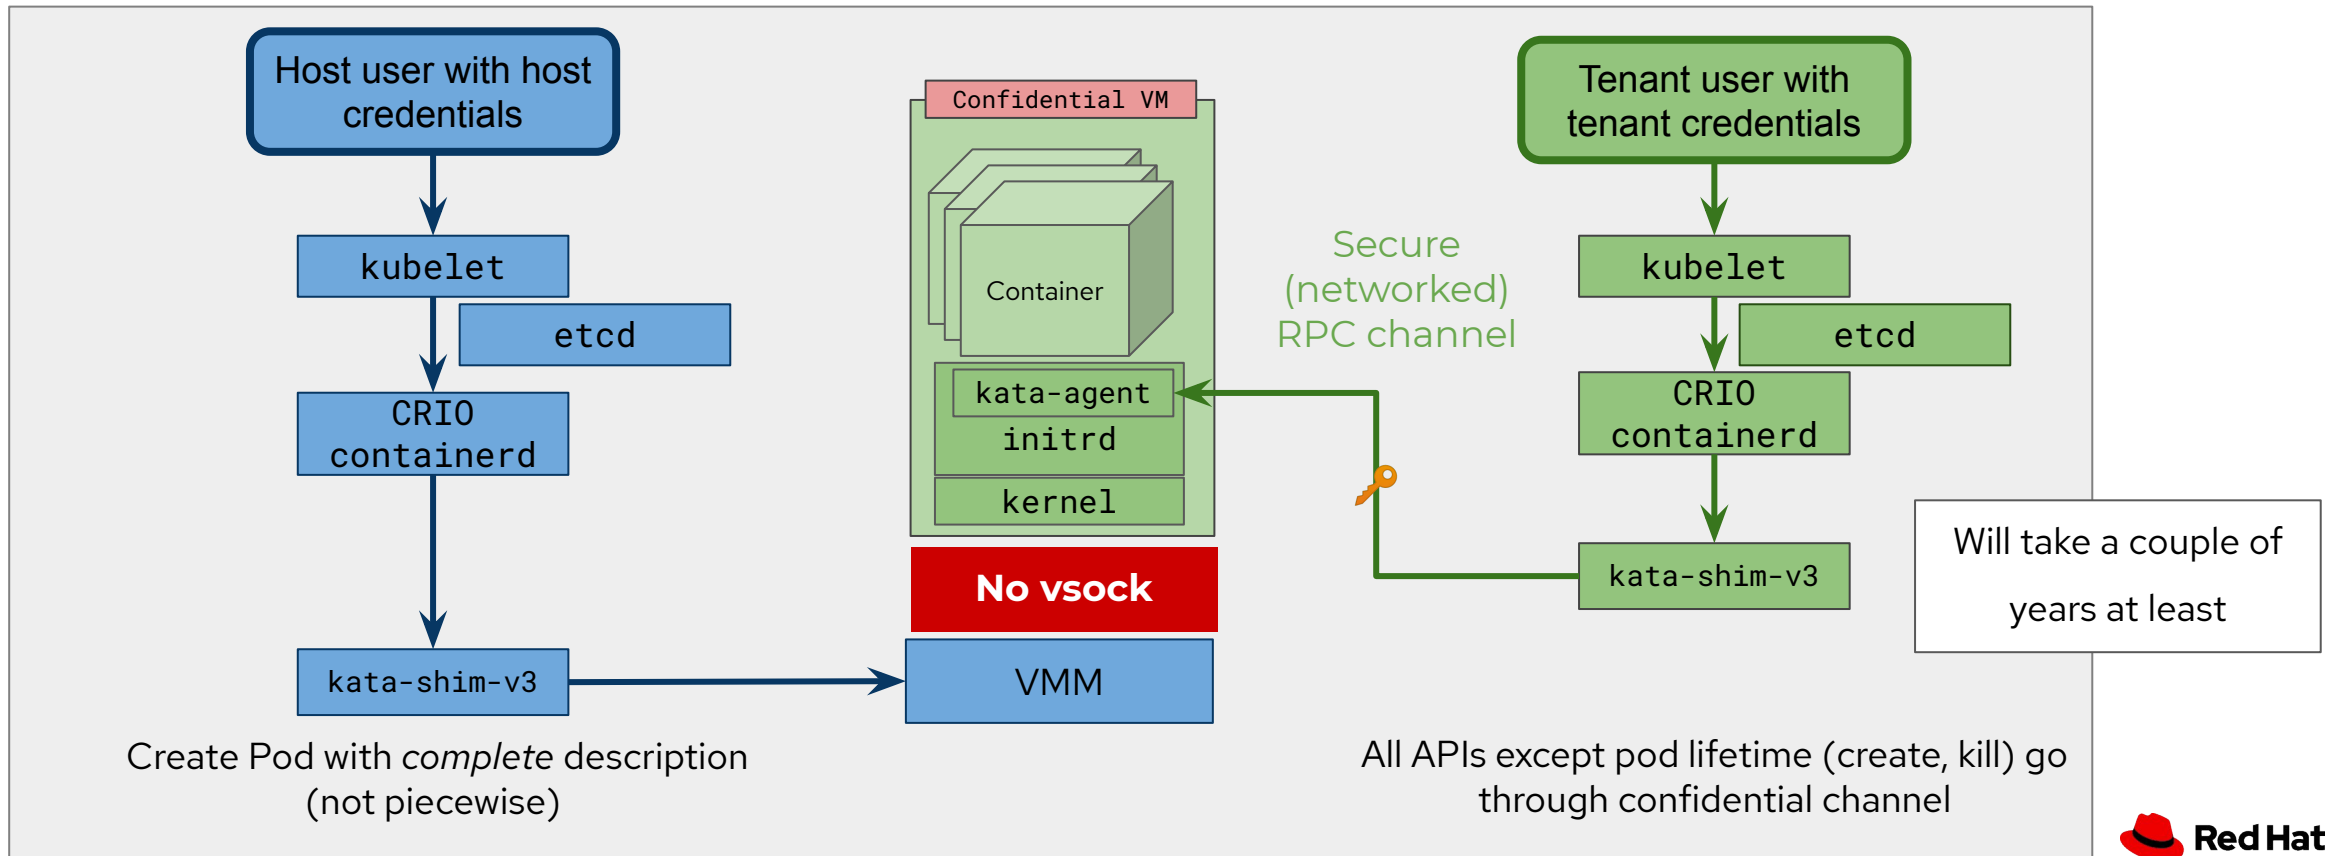 Host user with host
credentials
kubelet
etcd
CRIO
containerd
kata-shim-v3
Create Pod with complete description
(not piecewise)
Confidential VM
Container
kata-agent
initrd
kernel
No vsock
VMM
Secure
(networked)
RPC channel
Tenant user with
tenant credentials
kubelet
etcd
CRIO
containerd
kata-shim-v3
All APIs except pod lifetime (create, kill) go
through confidential channel
Will take a couple of
years at least
Red Hat